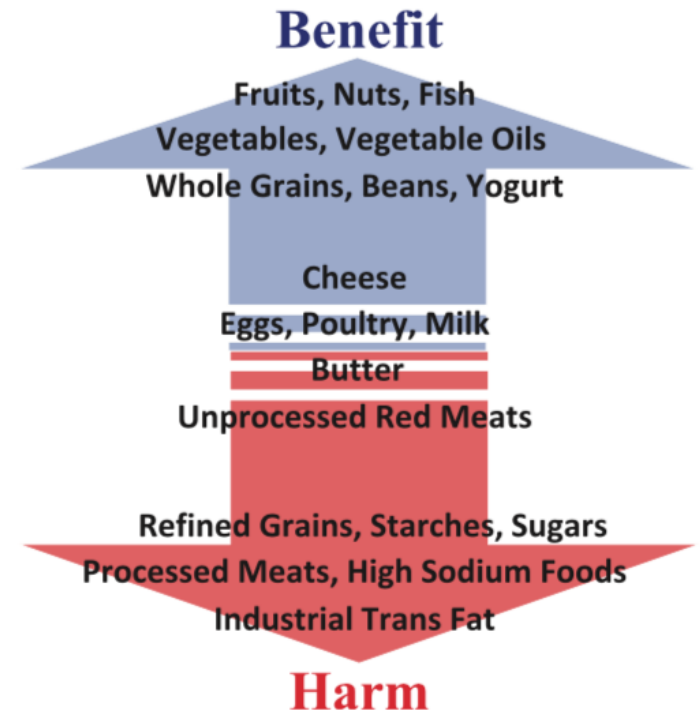 Benefit
Fruits, Nuts, Fish
Vegetables, Vegetable Oils
Whole Grains, Beans, Yogurt
Cheese
Eggs, Poultry, Milk
Butter
Unprocessed Red Meats
Refined Grains, Starches, Sugars
Processed Meats, High Sodium Foods
Industrial Trans Fat
Harm